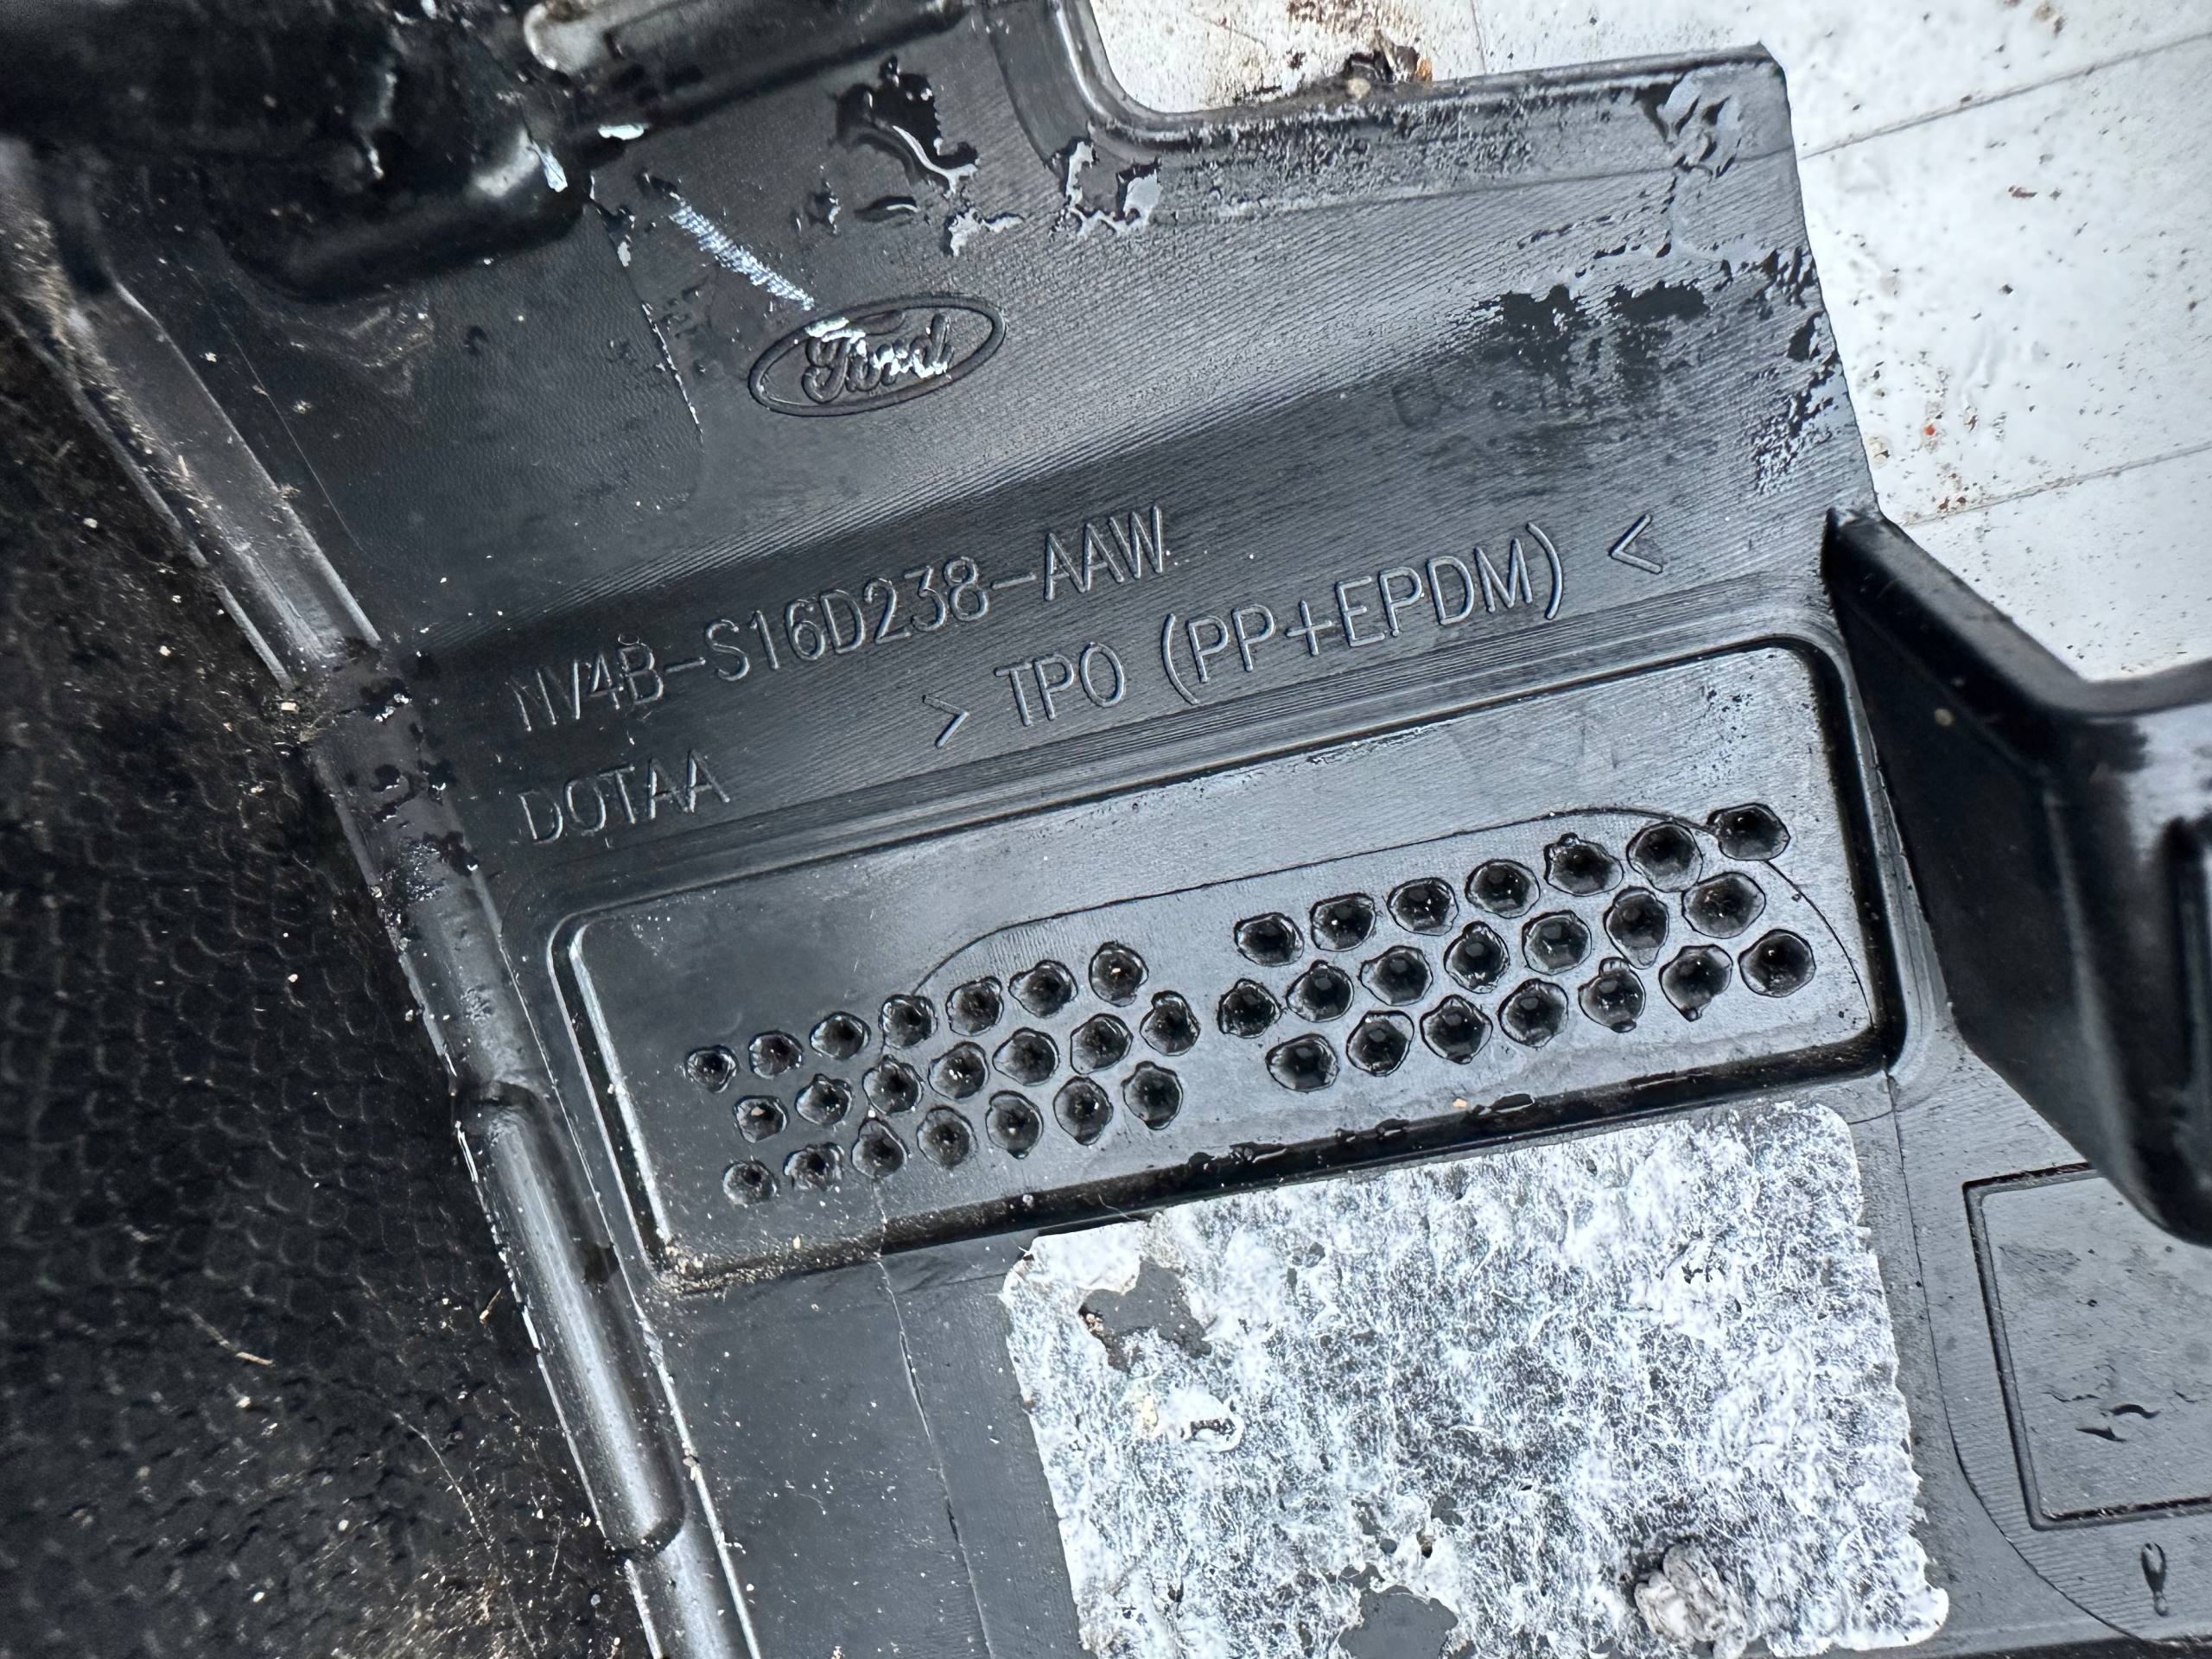 Ford
NV4B-S16D238-AAW
> TPO (PP+EPDM) <
DOTAA